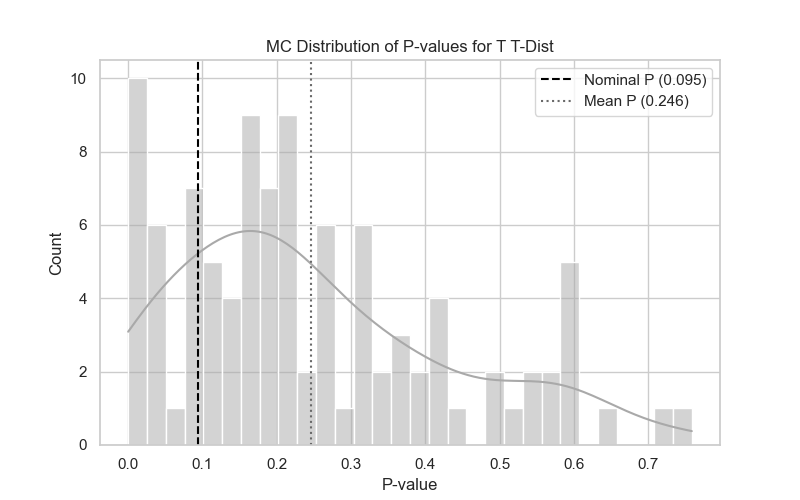 MC Distribution of P-values for T T-Dist
Nominal P (0.095)
Mean P (0.246)
Count
10
8
6
4
2
0
0.0 0.1 0.2 0.3 0.4 0.5 0.6 0.7
P-value